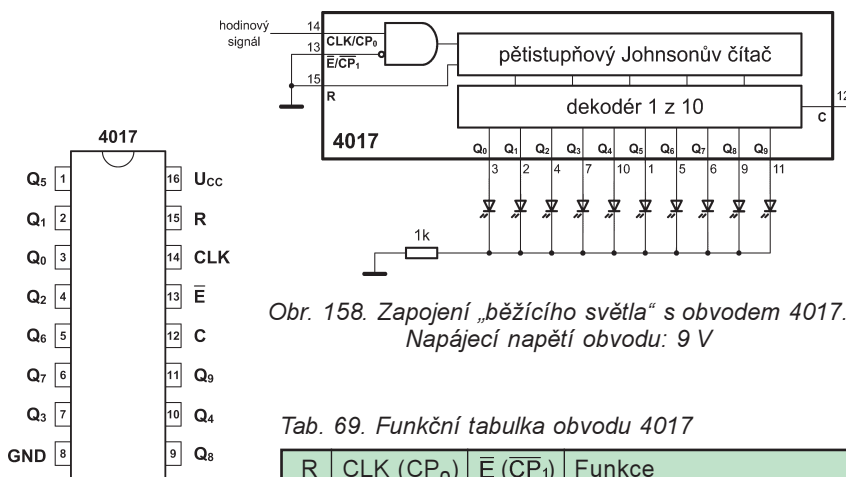 hodinový
signál
14
CLK/CP₀
13
E̅/C̅P̅₁
15
R
pětistupňový Johnsonův čítač
dekodér 1 z 10
12
C
4017
Q₀ Q₁ Q₂ Q₃ Q₄ Q₅ Q₆ Q₇ Q₈ Q₉
3 2 4 7 10 1 5 6 9 11
1k
4017
Q₅ 1 16 Ucc
Q₁ 2 15 R
Q₀ 3 14 CLK
Q₂ 4 13 E̅
Q₆ 5 12 C
Q₇ 6 11 Q₉
Q₃ 7 10 Q₄
GND 8 9 Q₈
Obr. 158. Zapojení „běžícího světla“ s obvodem 4017.
Napájecí napětí obvodu: 9 V
Tab. 69. Funkční tabulka obvodu 4017
R CLK (CP₀) E̅ (C̅P̅₁) Funkce